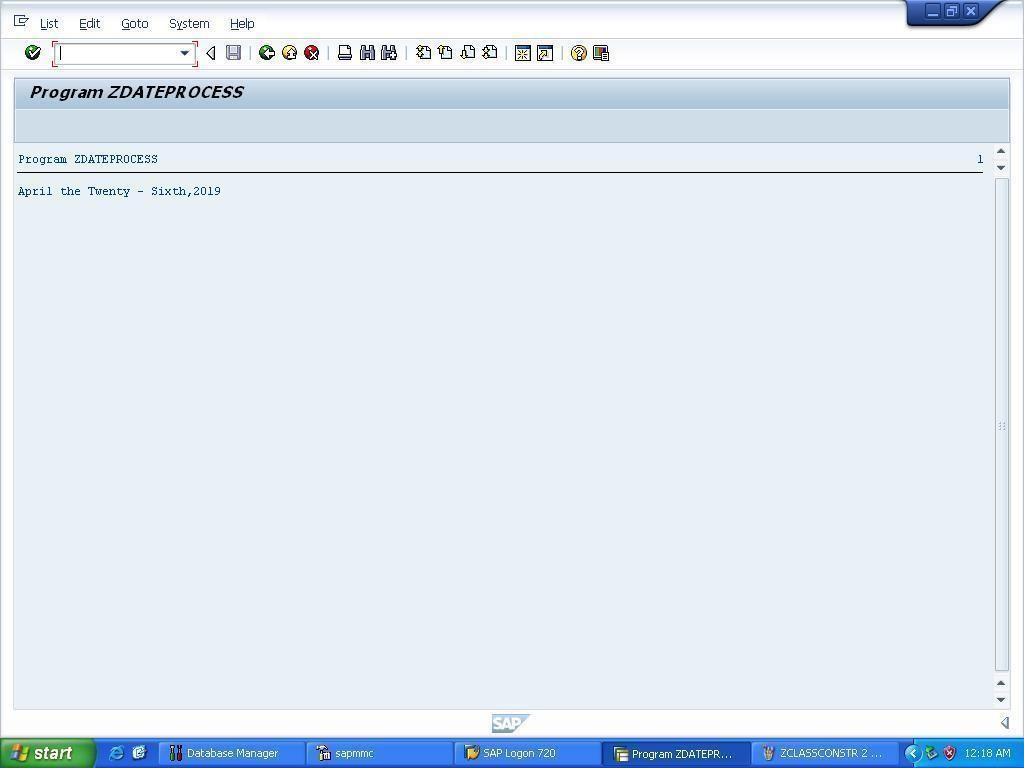 List Edit Goto System Help
Program ZDATEPROCESS
Program ZDATEPROCESS 1
April the Twenty - Sixth,2019
SAP
start Database Manager sapmmc SAP Logon 720 Program ZDATEPR... ZCLASSCONSTR 2 ... 12:18 AM